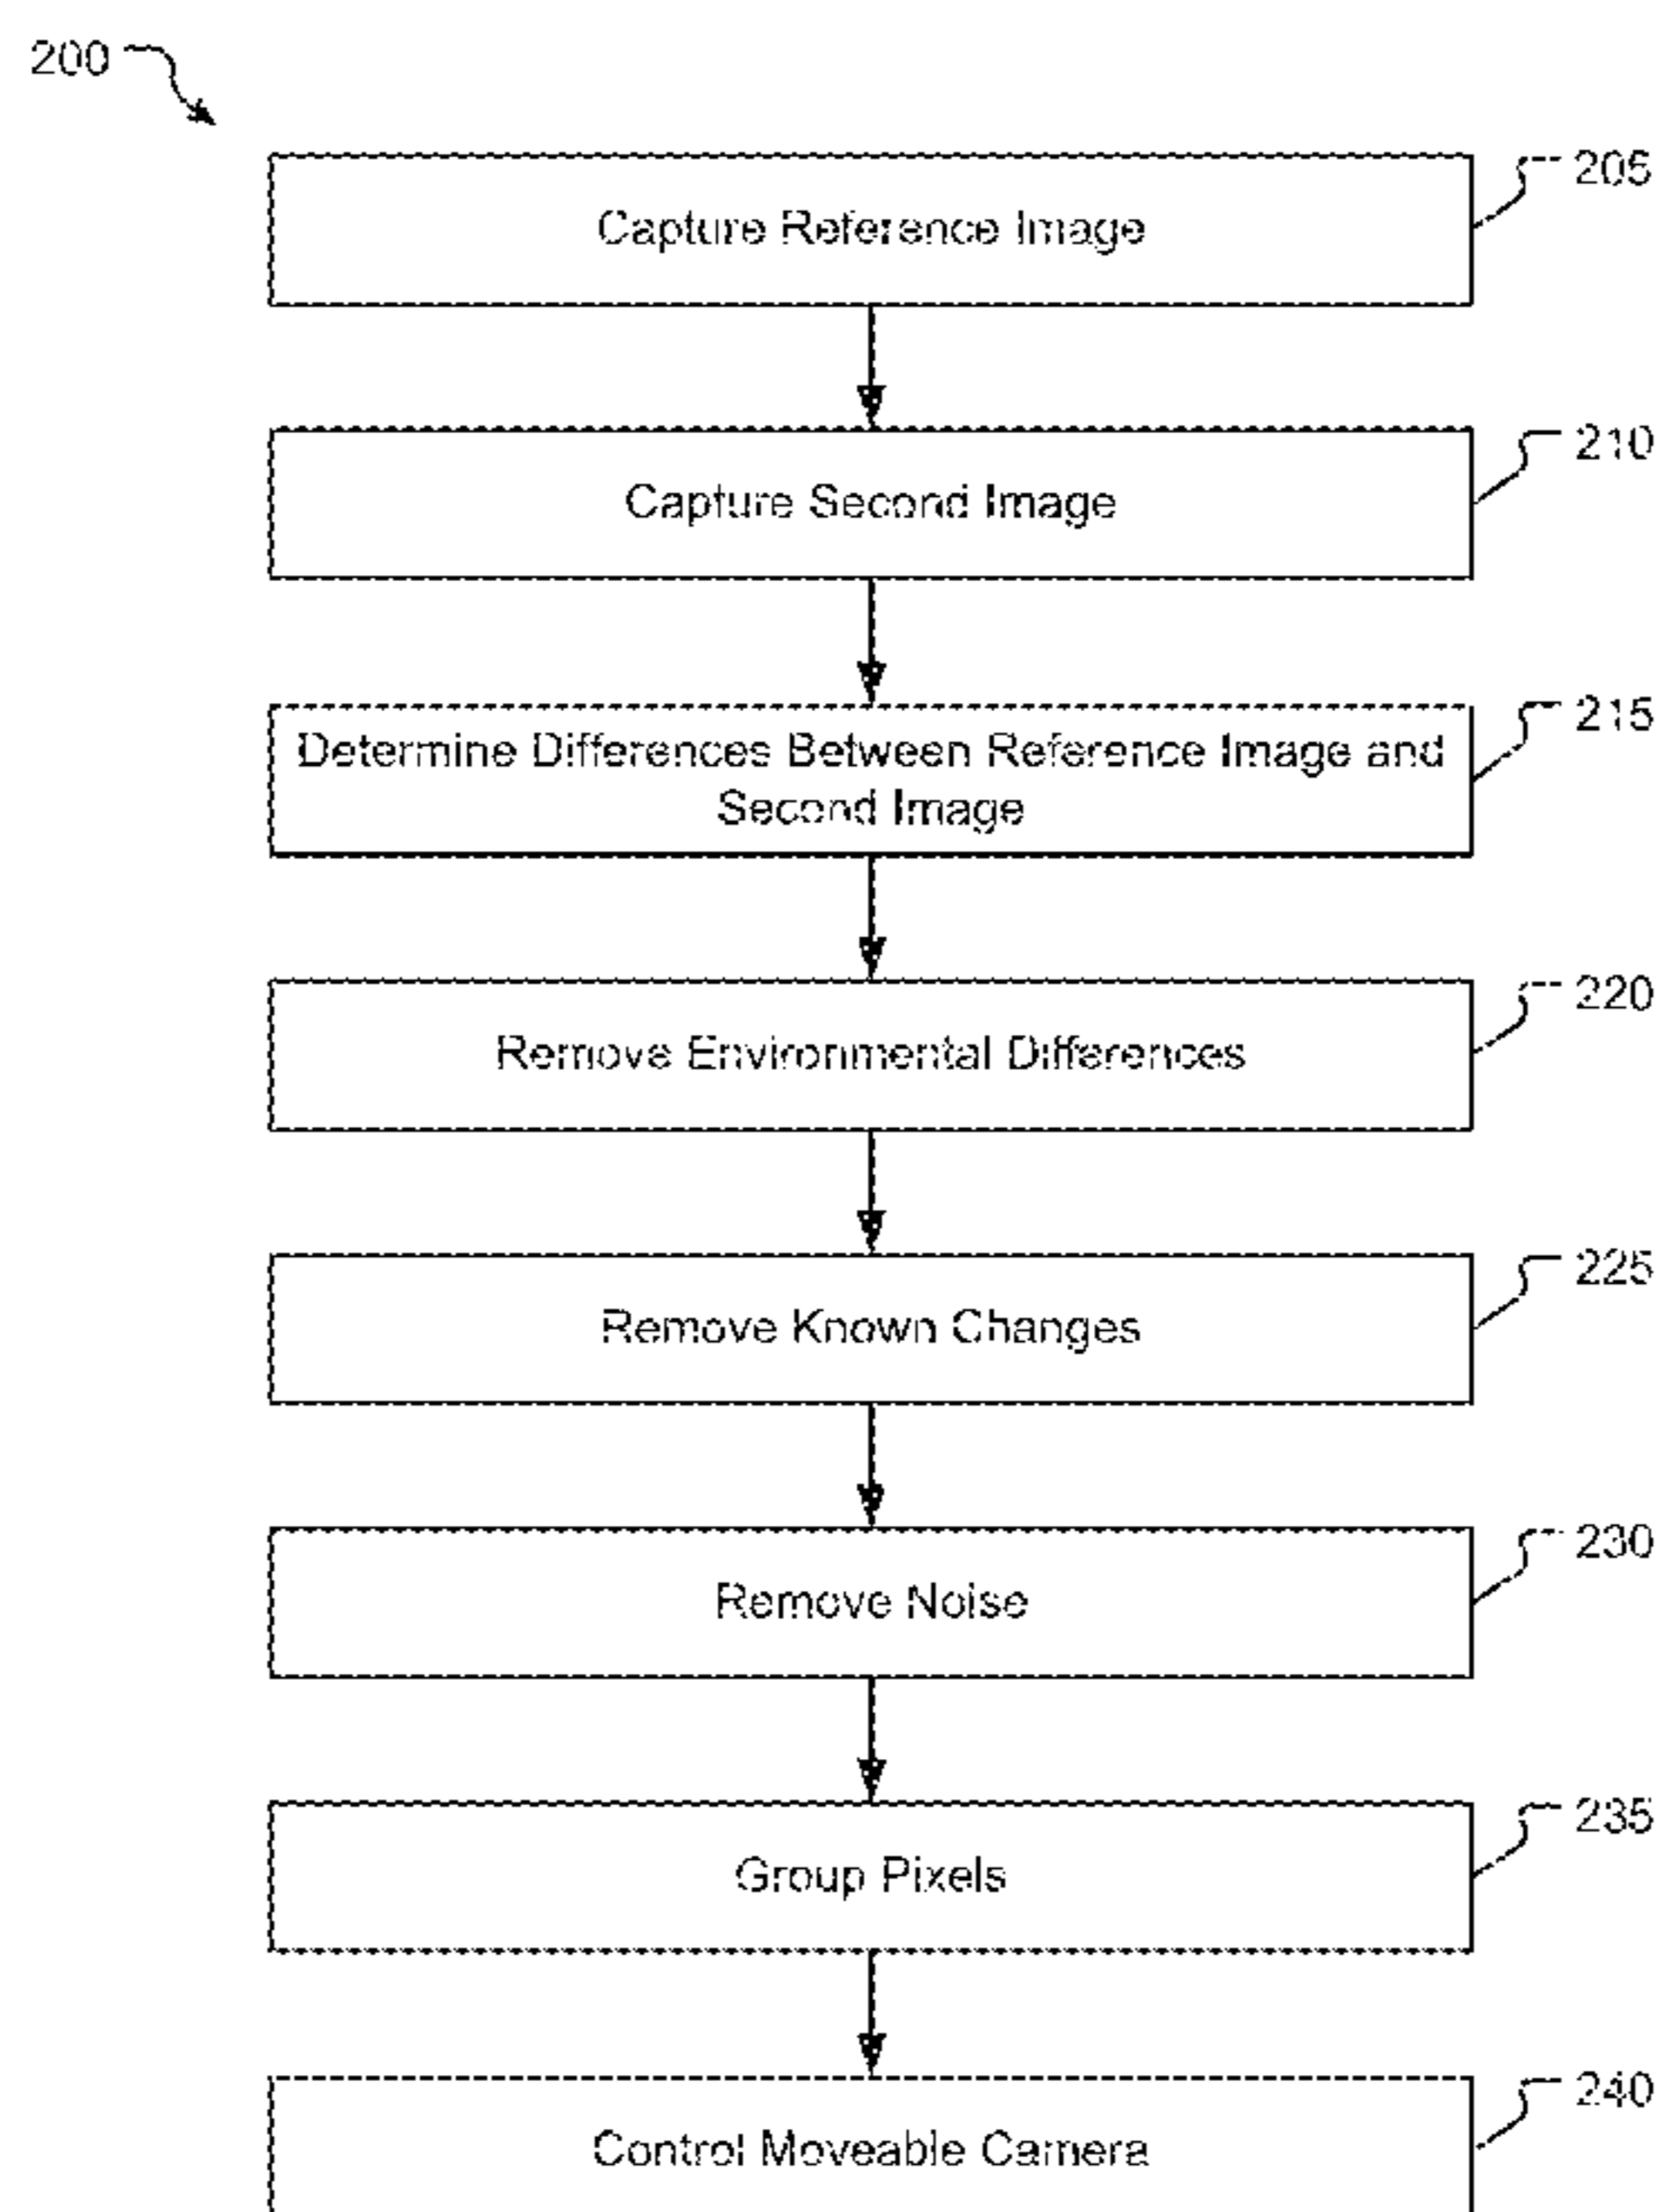 200
Capture Reference Image
205
Capture Second Image
210
Determine Differences Between Reference Image and
Second Image
215
Remove Environmental Differences
220
Remove Known Changes
225
Remove Noise
230
Group Pixels
235
Control Moveable Camera
240